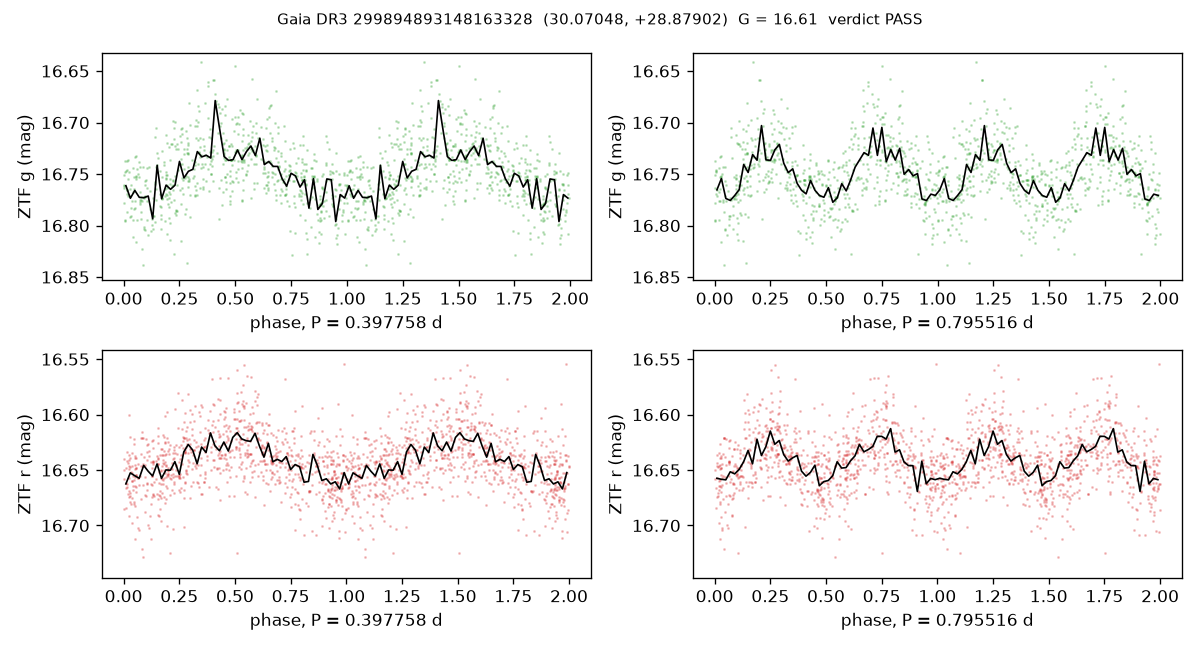 Gaia DR3 299894893148163328 (30.07048, +28.87902) G = 16.61 verdict PASS
ZTF g (mag)
16.65
16.70
16.75
16.80
16.85
0.00 0.25 0.50 0.75 1.00 1.25 1.50 1.75 2.00
phase, P = 0.397758 d
ZTF g (mag)
16.65
16.70
16.75
16.80
16.85
0.00 0.25 0.50 0.75 1.00 1.25 1.50 1.75 2.00
phase, P = 0.795516 d
ZTF r (mag)
16.55
16.60
16.65
16.70
0.00 0.25 0.50 0.75 1.00 1.25 1.50 1.75 2.00
phase, P = 0.397758 d
ZTF r (mag)
16.55
16.60
16.65
16.70
0.00 0.25 0.50 0.75 1.00 1.25 1.50 1.75 2.00
phase, P = 0.795516 d